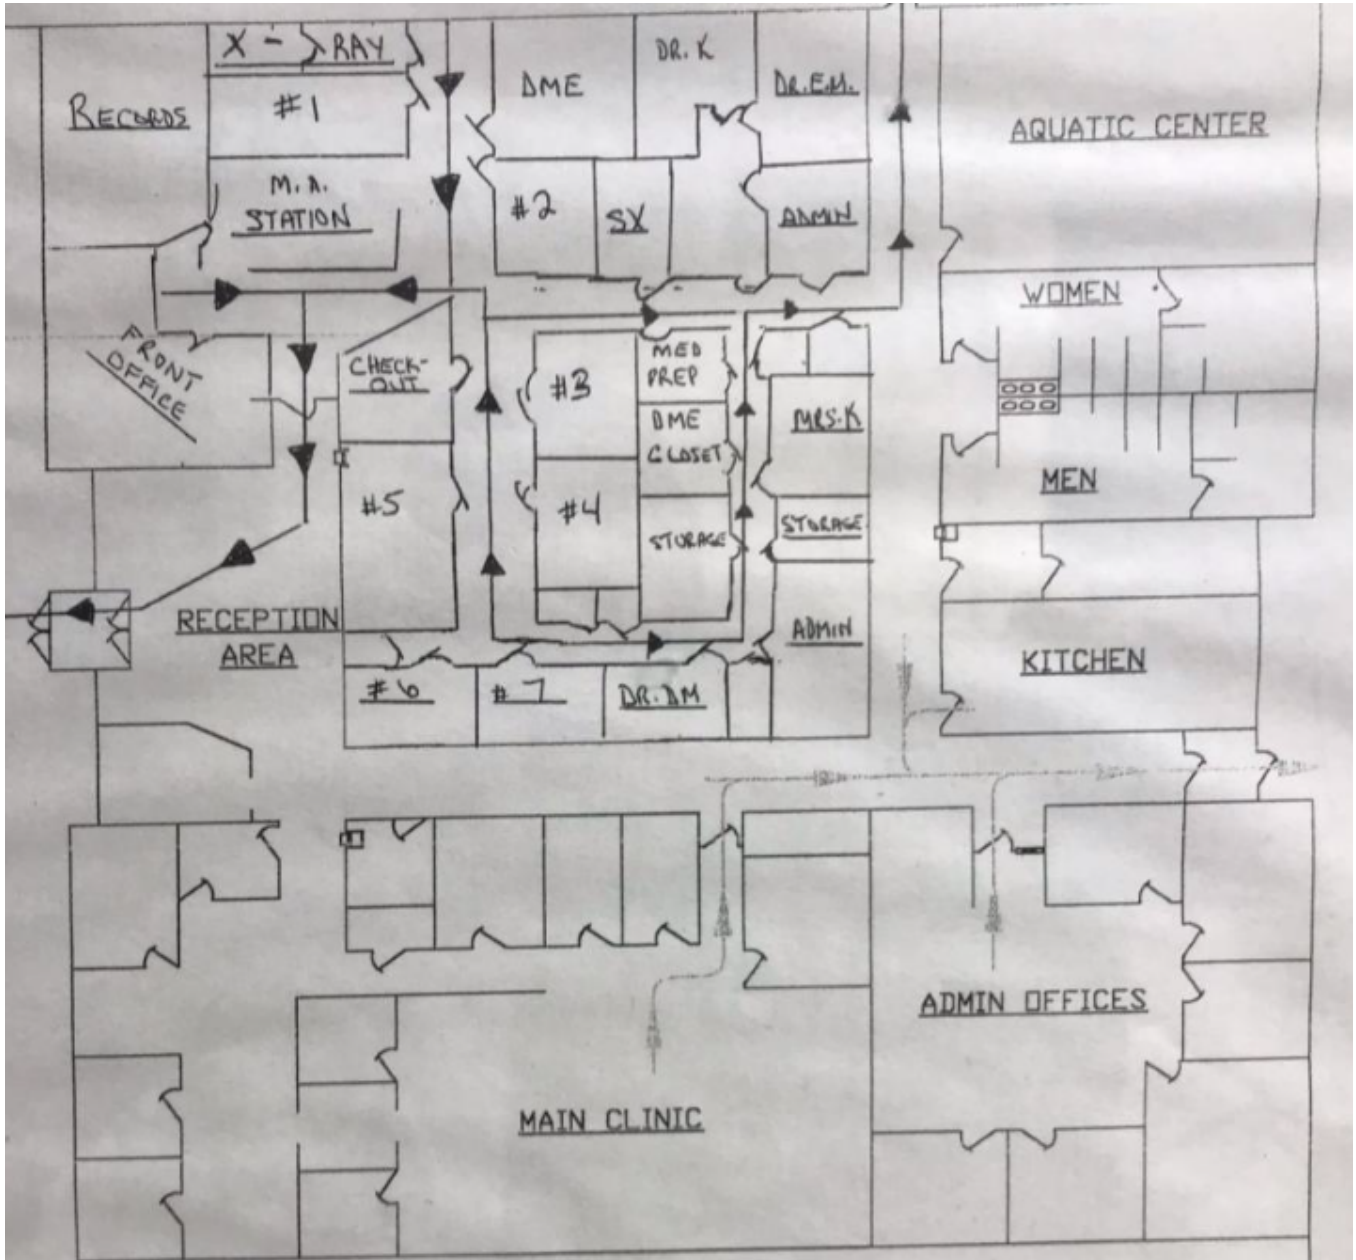 X-RAY
RECORDS
#1
M.A.
STATION
DME
DR. K
DR.E.M.
#2
SX
ADMIN
AQUATIC CENTER
WOMEN
MEN
FRONT
OFFICE
CHECK-
OUT
#3
MED
PREP
DME
CLOSET
MRS.K
#5
#4
STORAGE
STORAGE
RECEPTION
AREA
ADMIN
KITCHEN
#6
#7
DR.DM
ADMIN OFFICES
MAIN CLINIC